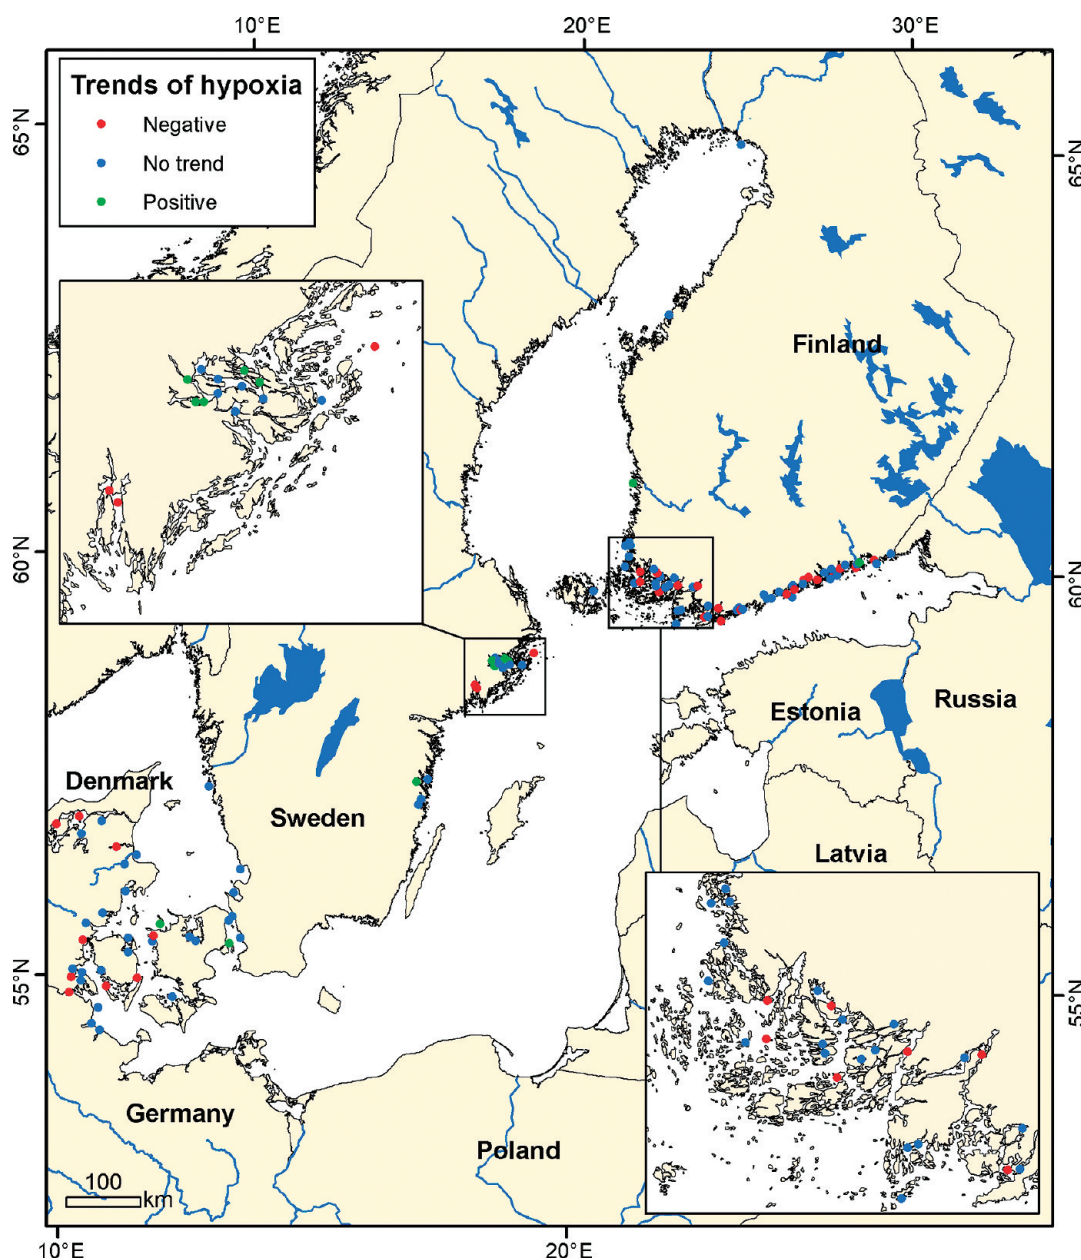 10°E 20°E 30°E
Trends of hypoxia
Negative
No trend
Positive
65°N
65°N
Finland
60°N
60°N
Estonia
Russia
Denmark
Sweden
Latvia
55°N
55°N
Germany
Poland
100
km
10°E 20°E